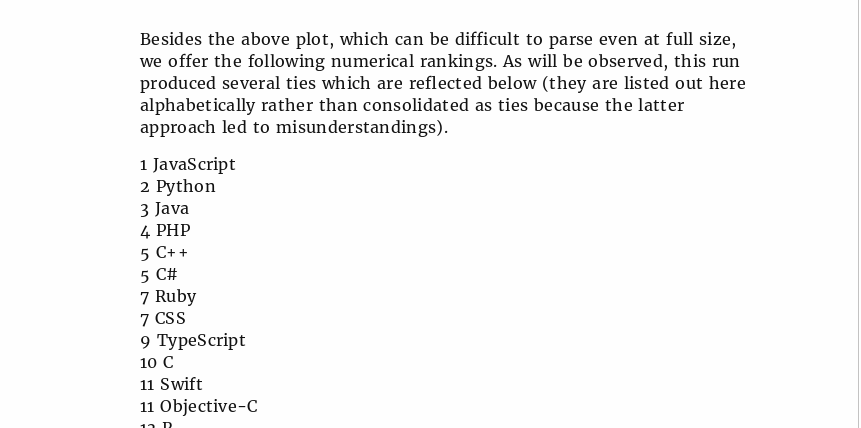 Besides the above plot, which can be difficult to parse even at full size,
we offer the following numerical rankings. As will be observed, this run
produced several ties which are reflected below (they are listed out here
alphabetically rather than consolidated as ties because the latter
approach led to misunderstandings).
1 JavaScript
2 Python
3 Java
4 PHP
5 C++
5 C#
7 Ruby
7 CSS
9 TypeScript
10 C
11 Swift
11 Objective-C